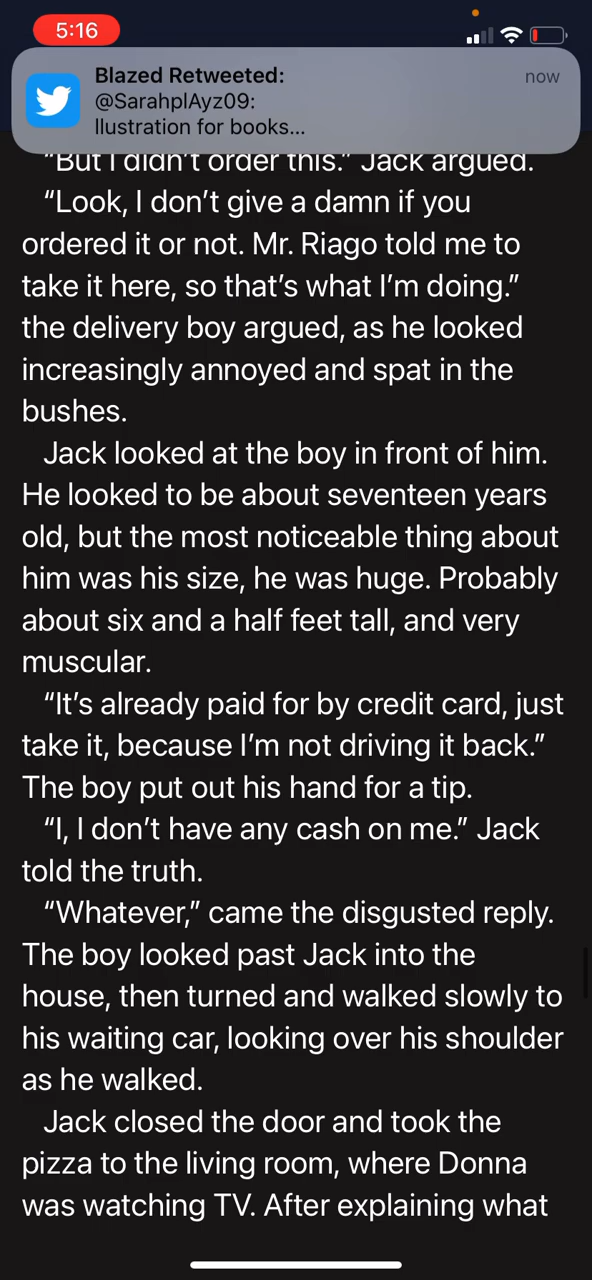 5:16
Blazed Retweeted:
now
@SarahplAyz09:
llustration for books...
“But I didn’t order this.” Jack argued.
“Look, I don’t give a damn if you
ordered it or not. Mr. Riago told me to
take it here, so that’s what I’m doing.”
the delivery boy argued, as he looked
increasingly annoyed and spat in the
bushes.
Jack looked at the boy in front of him.
He looked to be about seventeen years
old, but the most noticeable thing about
him was his size, he was huge. Probably
about six and a half feet tall, and very
muscular.
“It’s already paid for by credit card, just
take it, because I’m not driving it back.”
The boy put out his hand for a tip.
“I, I don’t have any cash on me.” Jack
told the truth.
“Whatever,” came the disgusted reply.
The boy looked past Jack into the
house, then turned and walked slowly to
his waiting car, looking over his shoulder
as he walked.
Jack closed the door and took the
pizza to the living room, where Donna
was watching TV. After explaining what